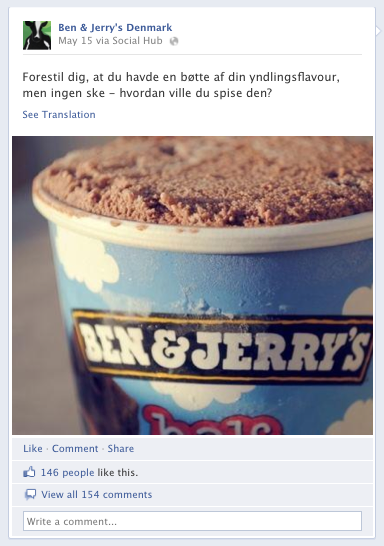 Ben & Jerry's Denmark
May 15 via Social Hub
Forestil dig, at du havde en bøtte af din yndlingsflavour,
men ingen ske – hvordan ville du spise den?
See Translation
BEN & JERRY'S
half
Like · Comment · Share
146 people like this.
View all 154 comments
Write a comment...